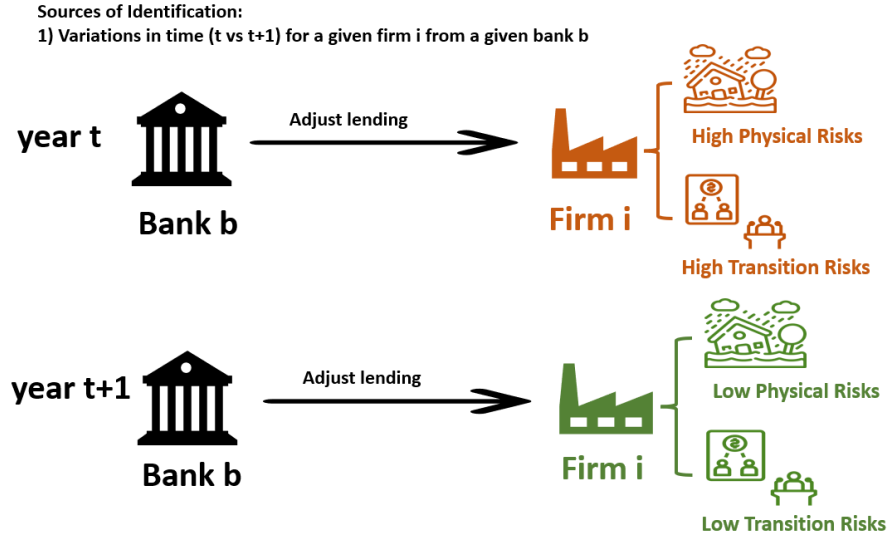 Sources of Identification:
1) Variations in time (t vs t+1) for a given firm i from a given bank b
year t
Adjust lending
Bank b
Firm i
High Physical Risks
High Transition Risks
year t+1
Adjust lending
Bank b
Firm i
Low Physical Risks
Low Transition Risks